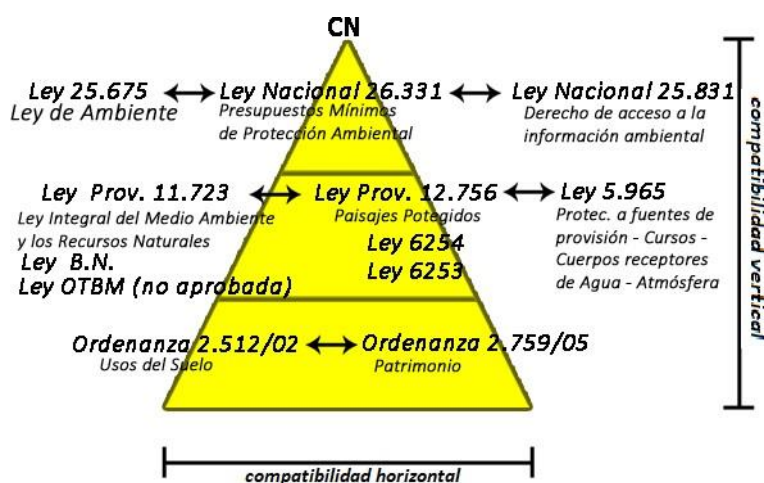 CN
Ley 25.675 Ley Nacional 26.331 Ley Nacional 25.831
Ley de Ambiente
Presupuestos Mínimos
de Protección Ambiental
Derecho de acceso a la
información ambiental
Ley Prov. 11.723 Ley Prov. 12.756 Ley 5.965
Ley Integral del Medio Ambiente
y los Recursos Naturales
Ley B.N.
Ley OTBM (no aprobada)
Paisajes Potegidos
Ley 6254
Ley 6253
Protec. a fuentes de
provisión - Cursos -
Cuerpos receptores
de Agua - Atmósfera
Ordenanza 2.512/02 Ordenanza 2.759/05
Usos del Suelo
Patrimonio
compatibilidad vertical
compatibilidad horizontal